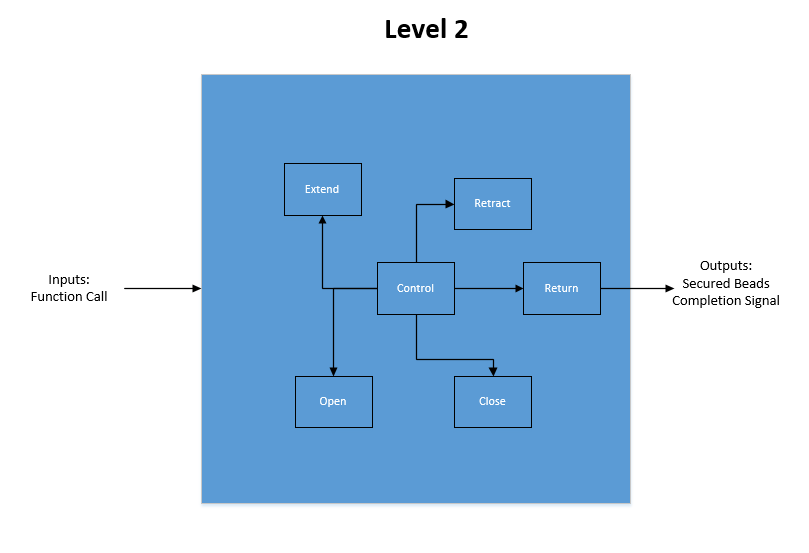 Level 2
Extend
Retract
Inputs:
Function Call
Control
Return
Outputs:
Secured Beads
Completion Signal
Open
Close